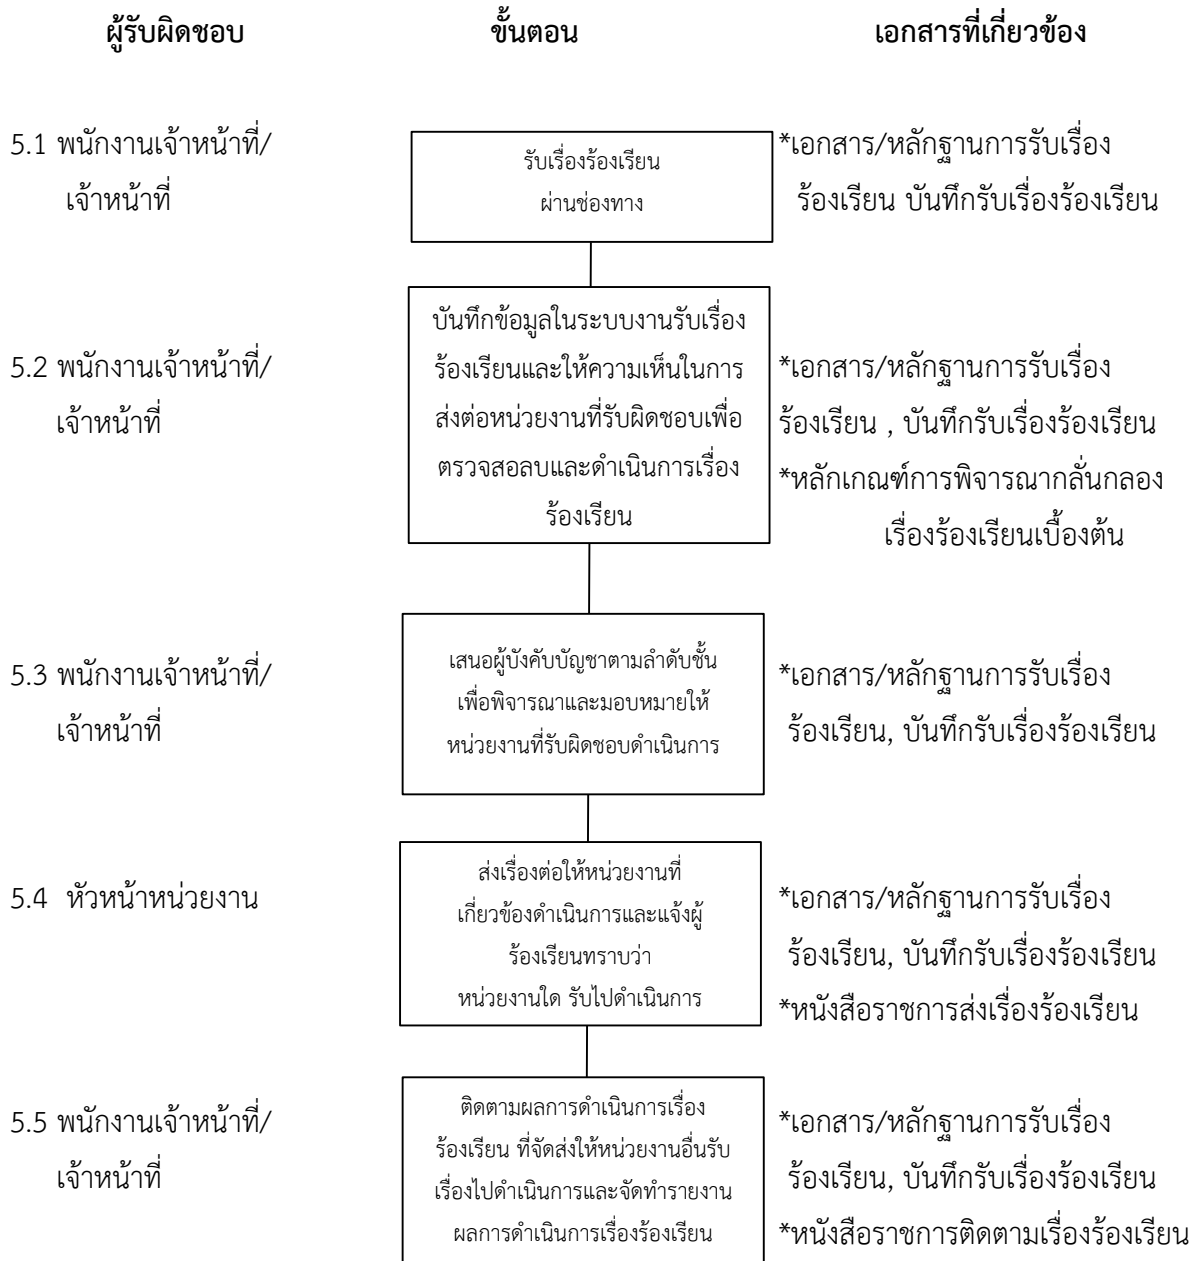 ผู้รับผิดชอบ ขั้นตอน เอกสารที่เกี่ยวข้อง
5.1 พนักงานเจ้าหน้าที่/
เจ้าหน้าที่
รับเรื่องร้องเรียน
ผ่านช่องทาง
*เอกสาร/หลักฐานการรับเรื่อง
ร้องเรียน บันทึกรับเรื่องร้องเรียน
5.2 พนักงานเจ้าหน้าที่/
เจ้าหน้าที่
บันทึกข้อมูลในระบบงานรับเรื่อง
ร้องเรียนและให้ความเห็นในการ
ส่งต่อหน่วยงานที่รับผิดชอบเพื่อ
ตรวจสอลบและดำเนินการเรื่อง
ร้องเรียน
*เอกสาร/หลักฐานการรับเรื่อง
ร้องเรียน , บันทึกรับเรื่องร้องเรียน
*หลักเกณฑ์การพิจารณากลั่นกลอง
เรื่องร้องเรียนเบื้องต้น
5.3 พนักงานเจ้าหน้าที่/
เจ้าหน้าที่
เสนอผู้บังคับบัญชาตามลำดับชั้น
เพื่อพิจารณาและมอบหมายให้
หน่วยงานที่รับผิดชอบดำเนินการ
*เอกสาร/หลักฐานการรับเรื่อง
ร้องเรียน, บันทึกรับเรื่องร้องเรียน
5.4 หัวหน้าหน่วยงาน
ส่งเรื่องต่อให้หน่วยงานที่
เกี่ยวข้องดำเนินการและแจ้งผู้
ร้องเรียนทราบว่า
หน่วยงานใด รับไปดำเนินการ
*เอกสาร/หลักฐานการรับเรื่อง
ร้องเรียน, บันทึกรับเรื่องร้องเรียน
*หนังสือราชการส่งเรื่องร้องเรียน
5.5 พนักงานเจ้าหน้าที่/
เจ้าหน้าที่
ติดตามผลการดำเนินการเรื่อง
ร้องเรียน ที่จัดส่งให้หน่วยงานอื่นรับ
เรื่องไปดำเนินการและจัดทำรายงาน
ผลการดำเนินการเรื่องร้องเรียน
*เอกสาร/หลักฐานการรับเรื่อง
ร้องเรียน, บันทึกรับเรื่องร้องเรียน
*หนังสือราชการติดตามเรื่องร้องเรียน